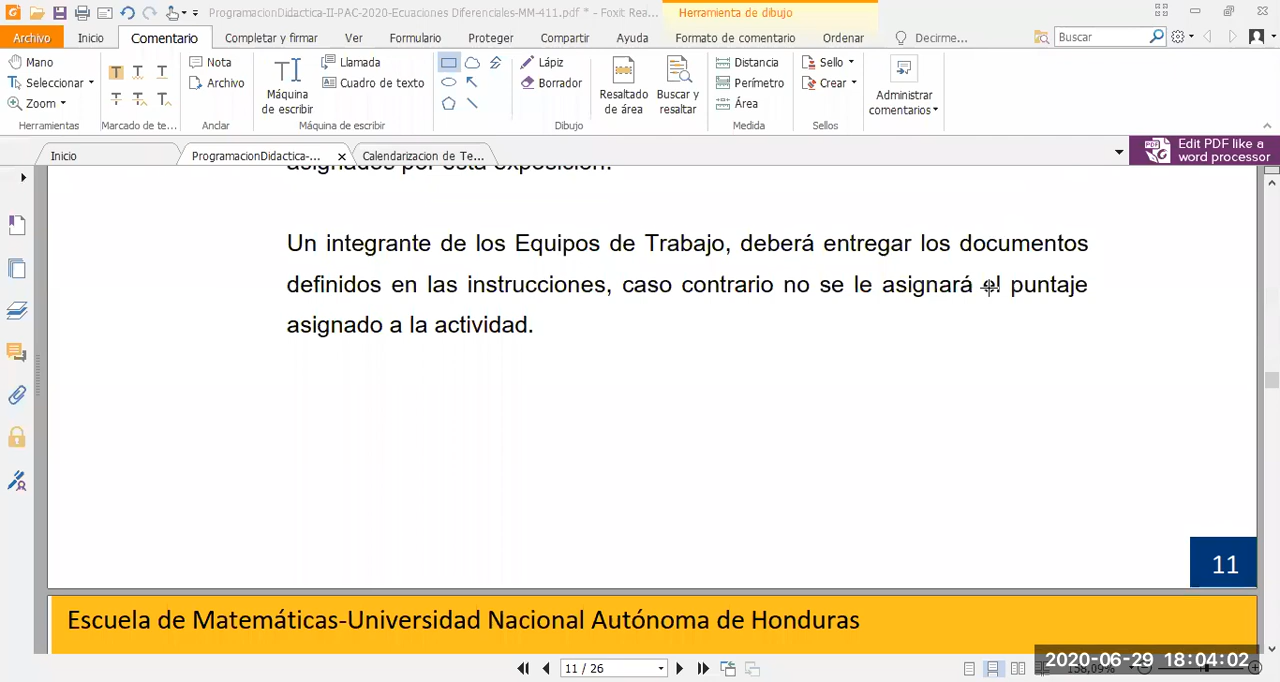 ProgramacionDidactica-II-PAC-2020-Ecuaciones Diferenciales-MM-411.pdf * - Foxit Rea...
Herramienta de dibujo
Archivo
Inicio
Comentario
Completar y firmar
Ver
Formulario
Proteger
Compartir
Ayuda
Formato de comentario
Ordenar
Decirme...
Buscar
Mano
Seleccionar
Zoom
Herramientas
Marcado de te...
Nota
Archivo
Anclar
Máquina
de escribir
Llamada
Cuadro de texto
Máquina de escribir
Lápiz
Borrador
Dibujo
Resaltado
de área
Buscar y
resaltar
Distancia
Perímetro
Área
Medida
Sello
Crear
Sellos
Administrar
comentarios
Inicio
ProgramacionDidactica-...
Calendarizacion de Te...
Edit PDF like a
word processor
asignados por esta exposición.
Un integrante de los Equipos de Trabajo, deberá entregar los documentos
definidos en las instrucciones, caso contrario no se le asignará el puntaje
asignado a la actividad.
11
Escuela de Matemáticas-Universidad Nacional Autónoma de Honduras
11 / 26
2020-06-29 18:04:02
158,09%